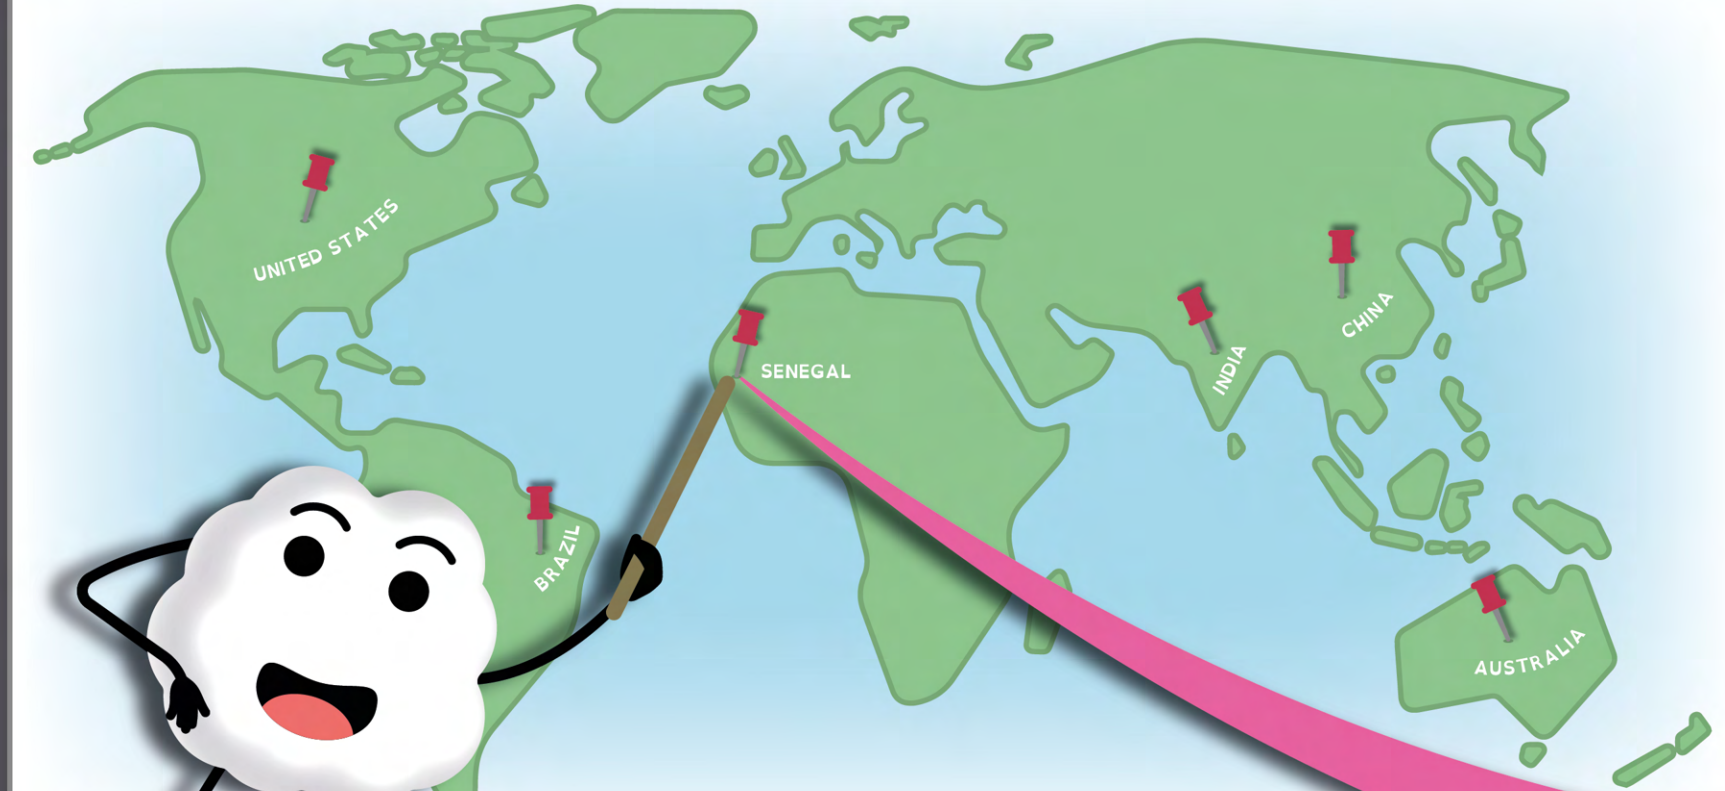 UNITED STATES
SENEGAL
BRAZIL
INDIA
CHINA
AUSTRALIA